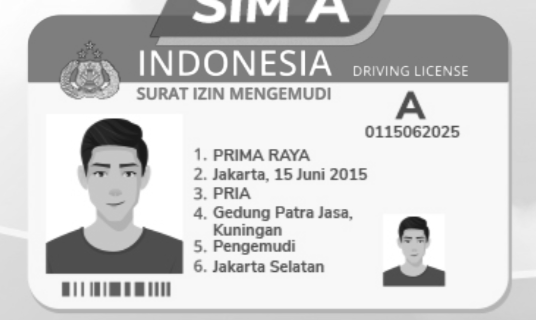 SIM A
INDONESIA DRIVING LICENSE
SURAT IZIN MENGEMUDI
A
0115062025
1. PRIMA RAYA
2. Jakarta, 15 Juni 2015
3. PRIA
4. Gedung Patra Jasa,
Kuningan
5. Pengemudi
6. Jakarta Selatan